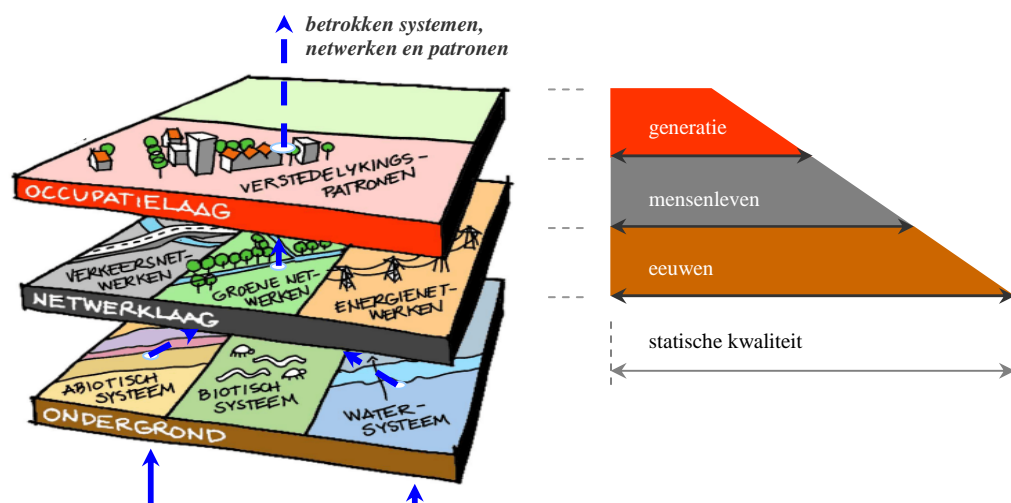 betrokken systemen,
netwerken en patronen
VERSTEDELYKINGS-
PATRONEN
OCCUPATIELAAG
VERKEERSNET-
WERKEN
GROENE NET-
WERKEN
ENERGIENET-
WERKEN
NETWERKLAAG
ABIOTISCH
SYSTEEM
BIOTISCH
SYSTEEM
WATER-
SYSTEEM
ONDERGROND
generatie
mensenleven
eeuwen
statische kwaliteit